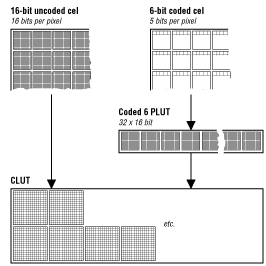 16-bit uncoded cel
16 bits per pixel
6-bit coded cel
5 bits per pixel
Coded 6 PLUT
32 x 16 bit
CLUT
etc.